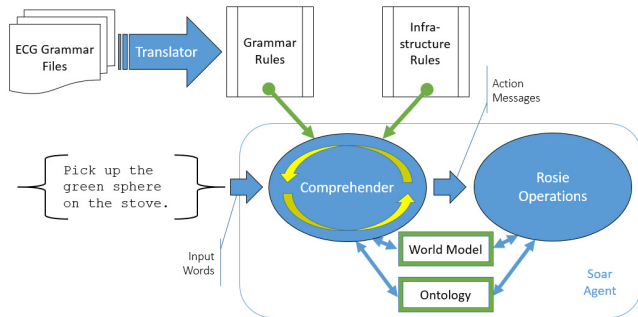 ECG Grammar
Files
Translator
Grammar
Rules
Infra-
structure
Rules
Action
Messages
Pick up the
green sphere
on the stove.
Comprehender
Rosie
Operations
Input
Words
World Model
Ontology
Soar
Agent